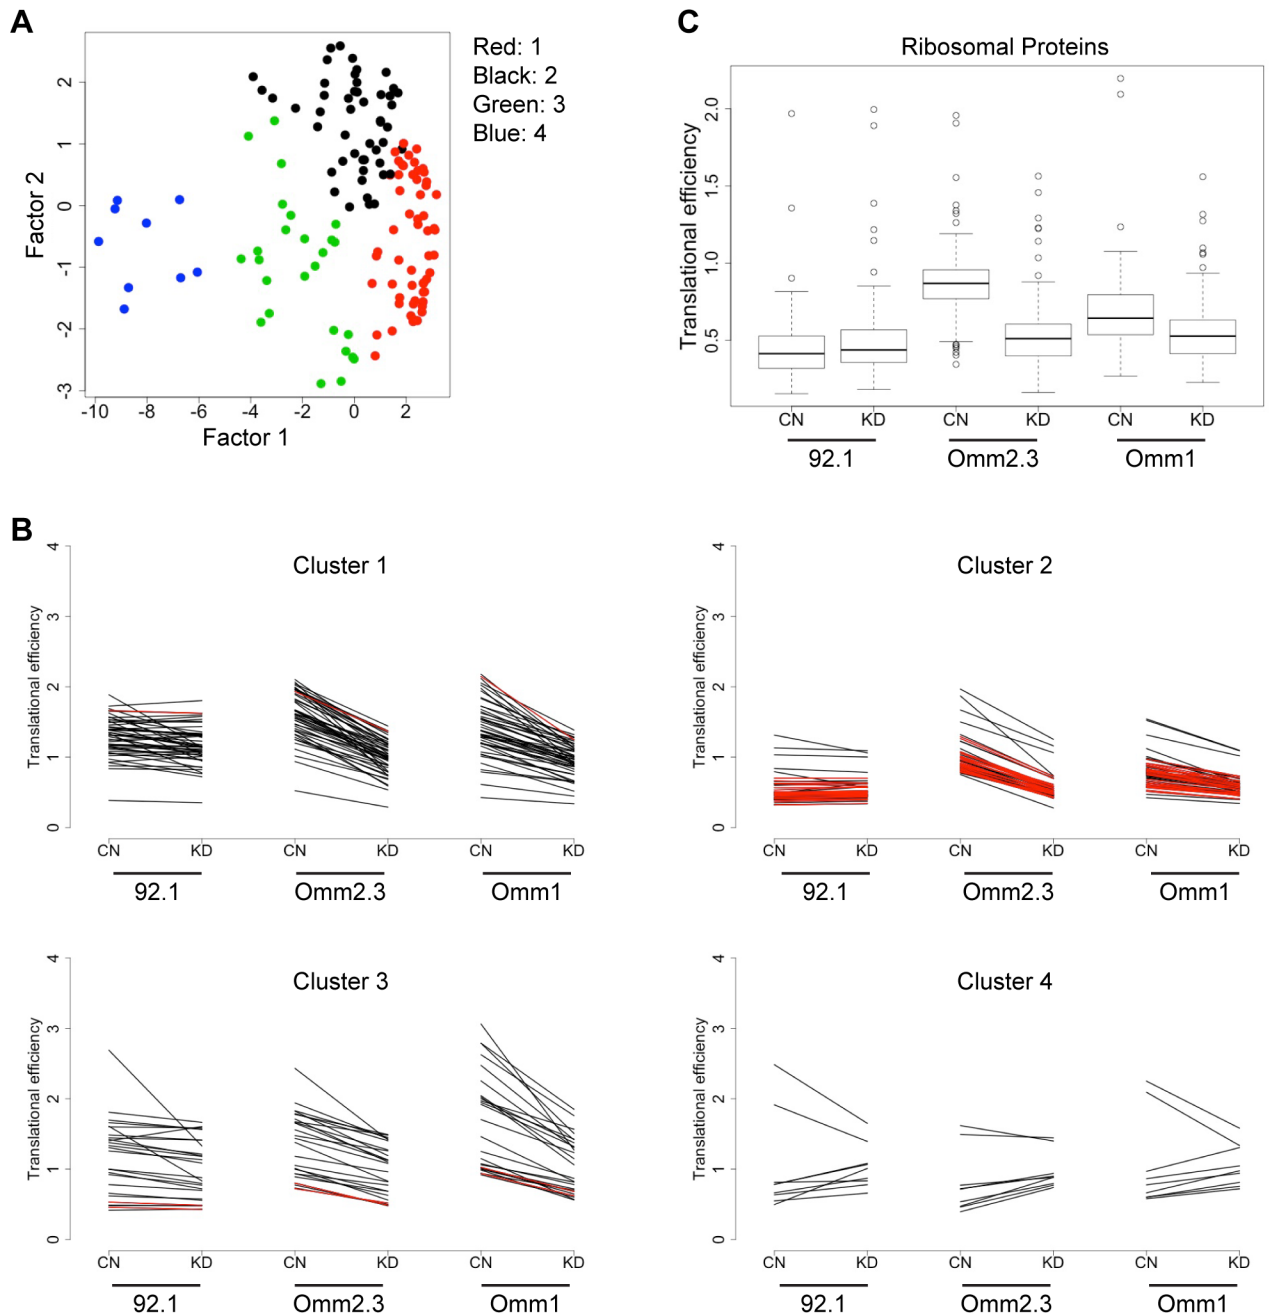 A
Red: 1
Black: 2
Green: 3
Blue: 4
Factor 2
2
1
0
-1
-2
-3
-10 -8 -6 -4 -2 0 2
Factor 1
C
Ribosomal Proteins
Translational efficiency
2.0
1.5
1.0
0.5
CN KD CN KD CN KD
92.1 Omm2.3 Omm1
B
Cluster 1
Translational efficiency
4
3
2
1
0
CN KD CN KD CN KD
92.1 Omm2.3 Omm1
Cluster 2
Translational efficiency
4
3
2
1
0
CN KD CN KD CN KD
92.1 Omm2.3 Omm1
Cluster 3
Translational efficiency
4
3
2
1
0
CN KD CN KD CN KD
92.1 Omm2.3 Omm1
Cluster 4
Translational efficiency
4
3
2
1
0
CN KD CN KD CN KD
92.1 Omm2.3 Omm1